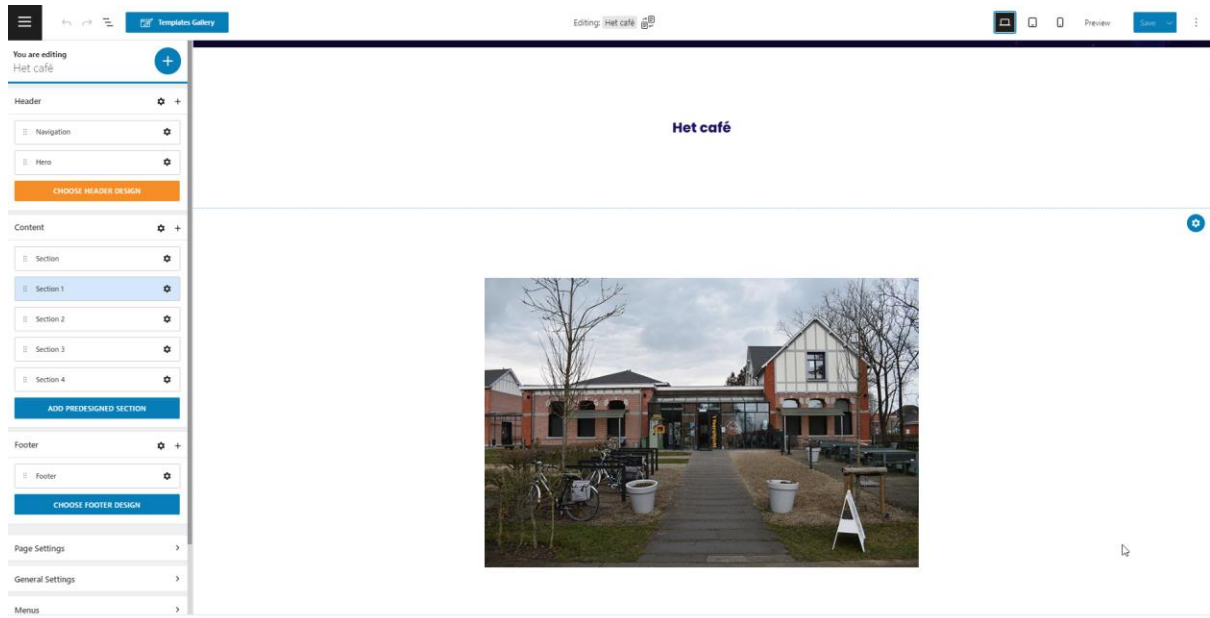 Templates Gallery
Editing: Het café
Preview
Save
You are editing
Het café
Header
Navigation
Hero
CHOOSE HEADER DESIGN
Content
Section
Section 1
Section 2
Section 3
Section 4
ADD PREDESIGNED SECTION
Footer
Footer
CHOOSE FOOTER DESIGN
Page Settings
General Settings
Menus
Het café